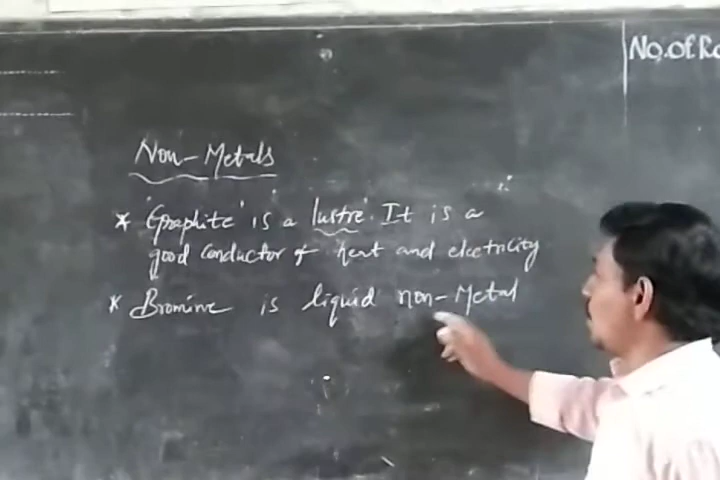 No. of Ro
Non-Metals
* 'Graphite' is a lustre. It is a
good conductor of heat and electricity
* Bromine is liquid non-Metal